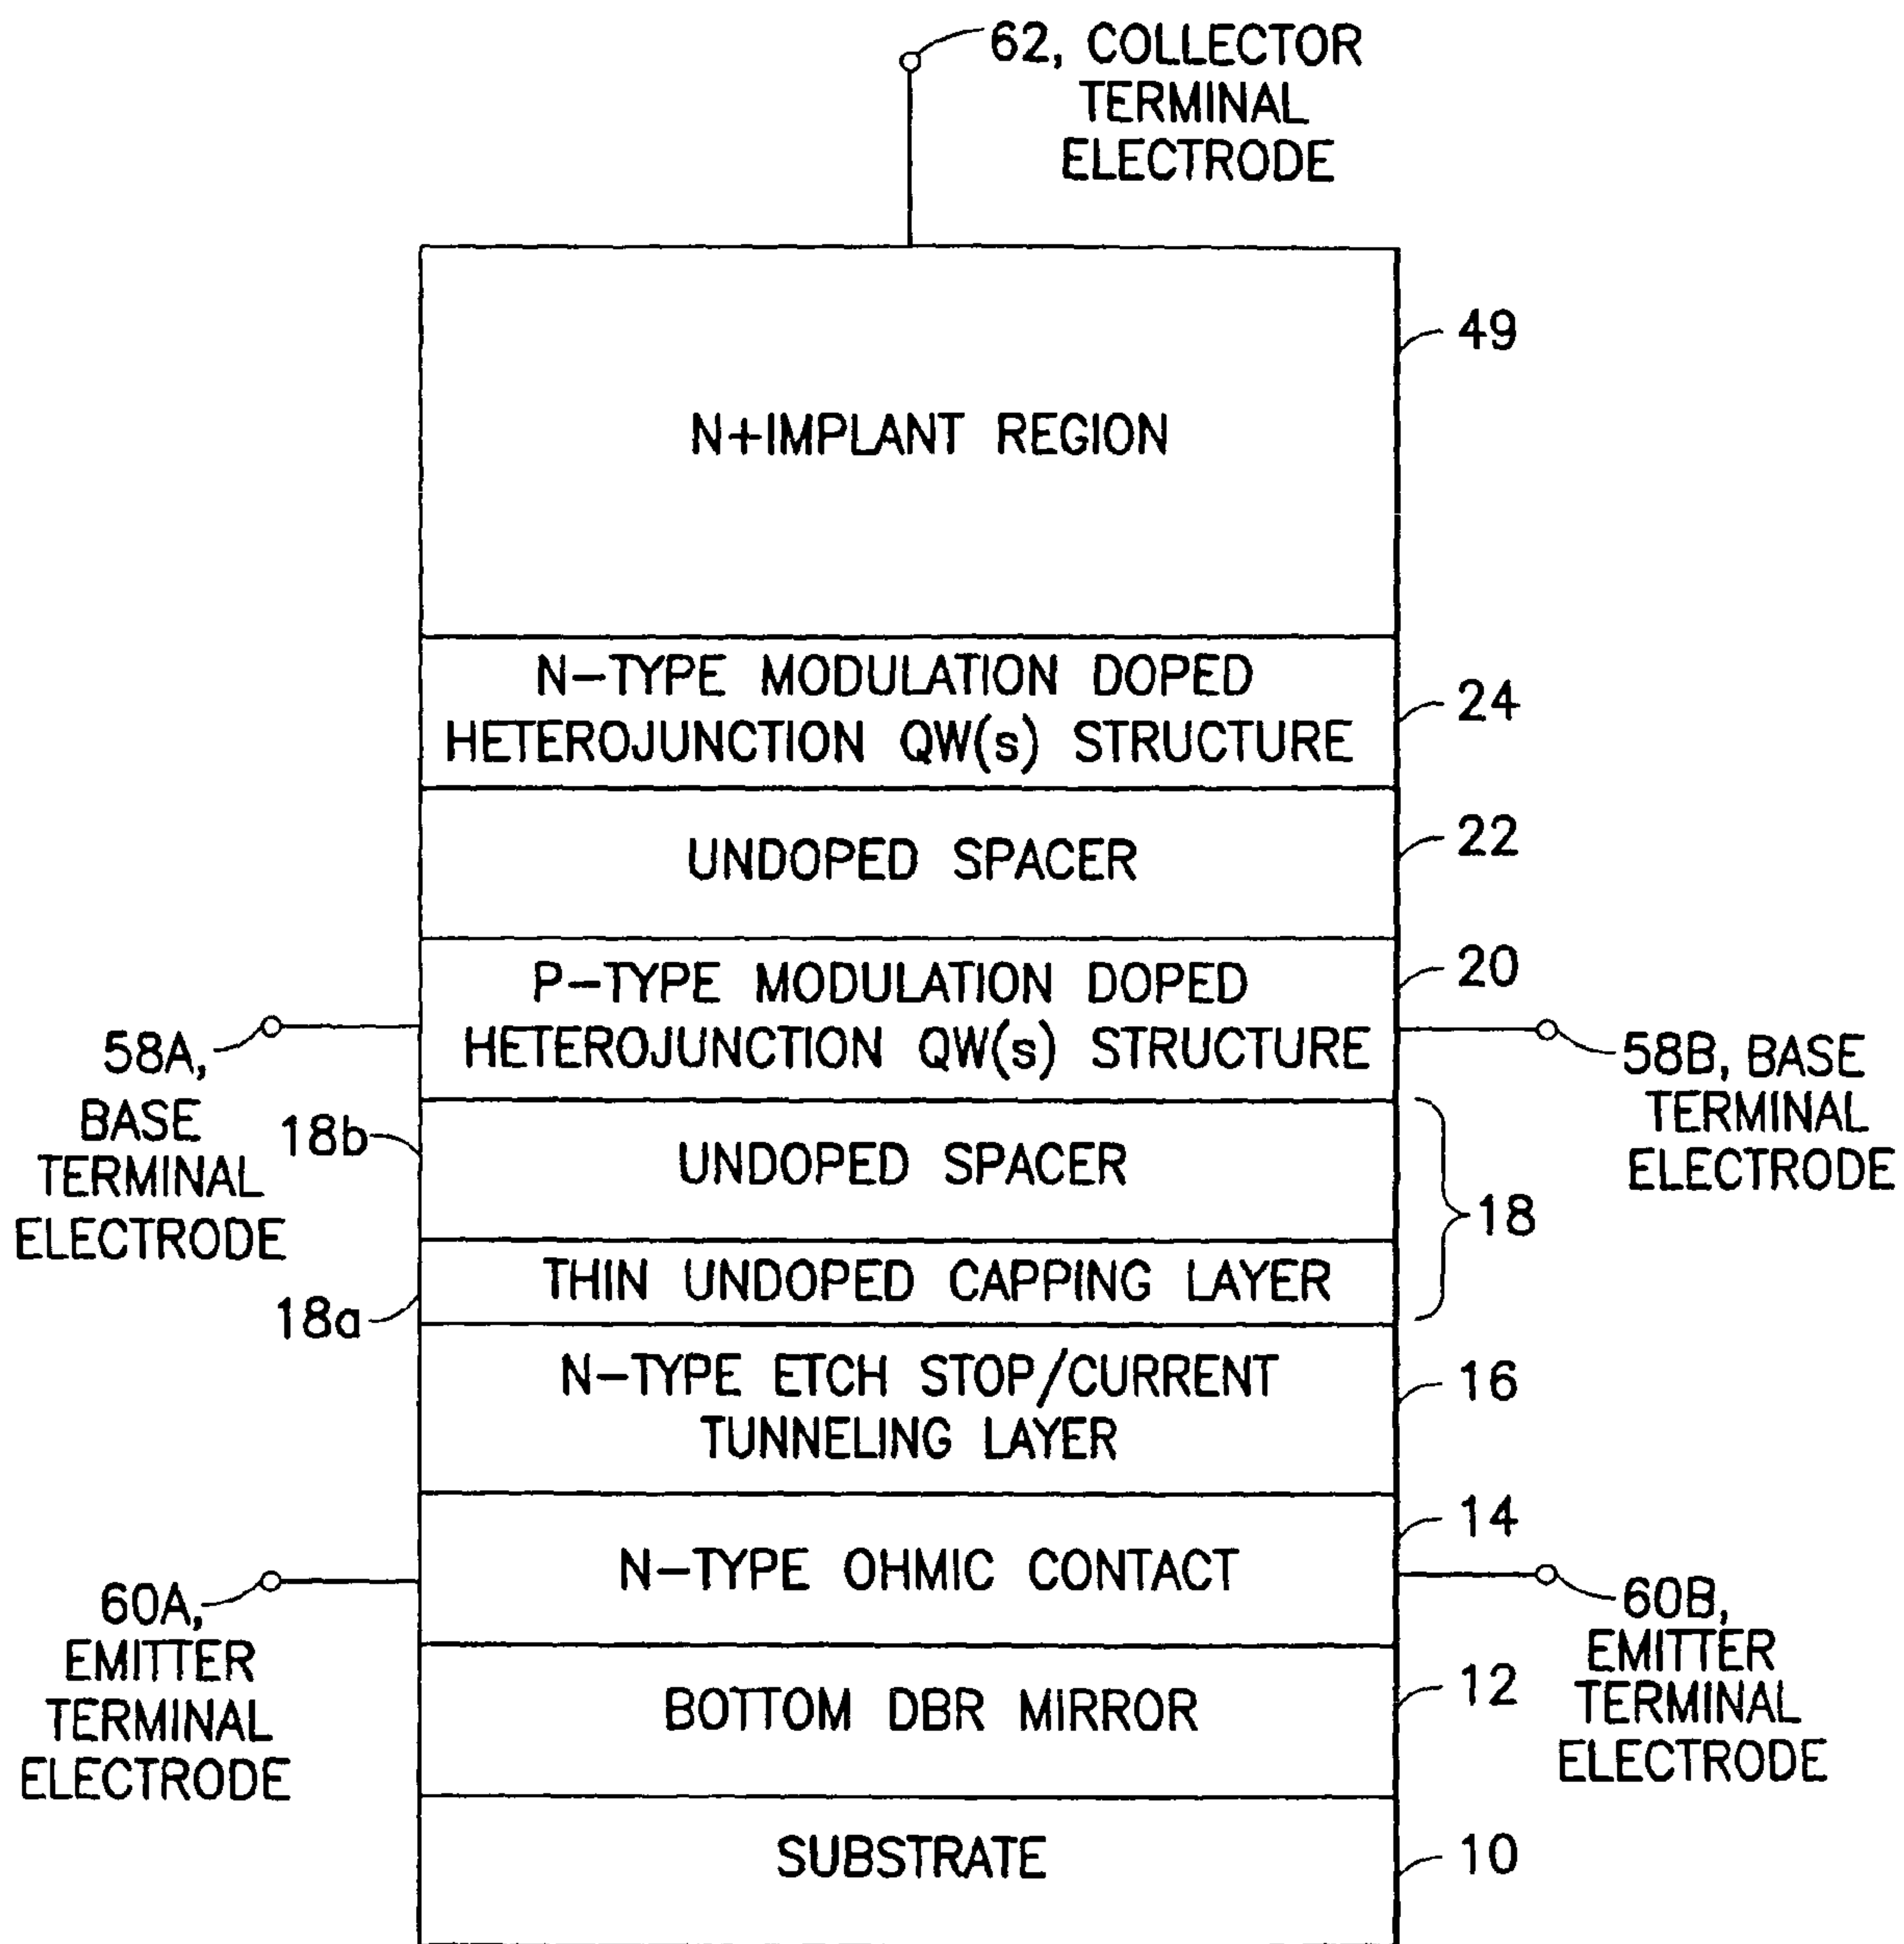 62, COLLECTOR
TERMINAL
ELECTRODE
49
N+IMPLANT REGION
N-TYPE MODULATION DOPED
HETEROJUNCTION QW(s) STRUCTURE
24
UNDOPED SPACER
22
P-TYPE MODULATION DOPED
HETEROJUNCTION QW(s) STRUCTURE
20
58A,
BASE
TERMINAL
ELECTRODE
58B, BASE
TERMINAL
ELECTRODE
18b
UNDOPED SPACER
18
THIN UNDOPED CAPPING LAYER
18a
N-TYPE ETCH STOP/CURRENT
TUNNELING LAYER
16
14
N-TYPE OHMIC CONTACT
60A,
EMITTER
TERMINAL
ELECTRODE
60B,
EMITTER
TERMINAL
ELECTRODE
BOTTOM DBR MIRROR
12
SUBSTRATE
10